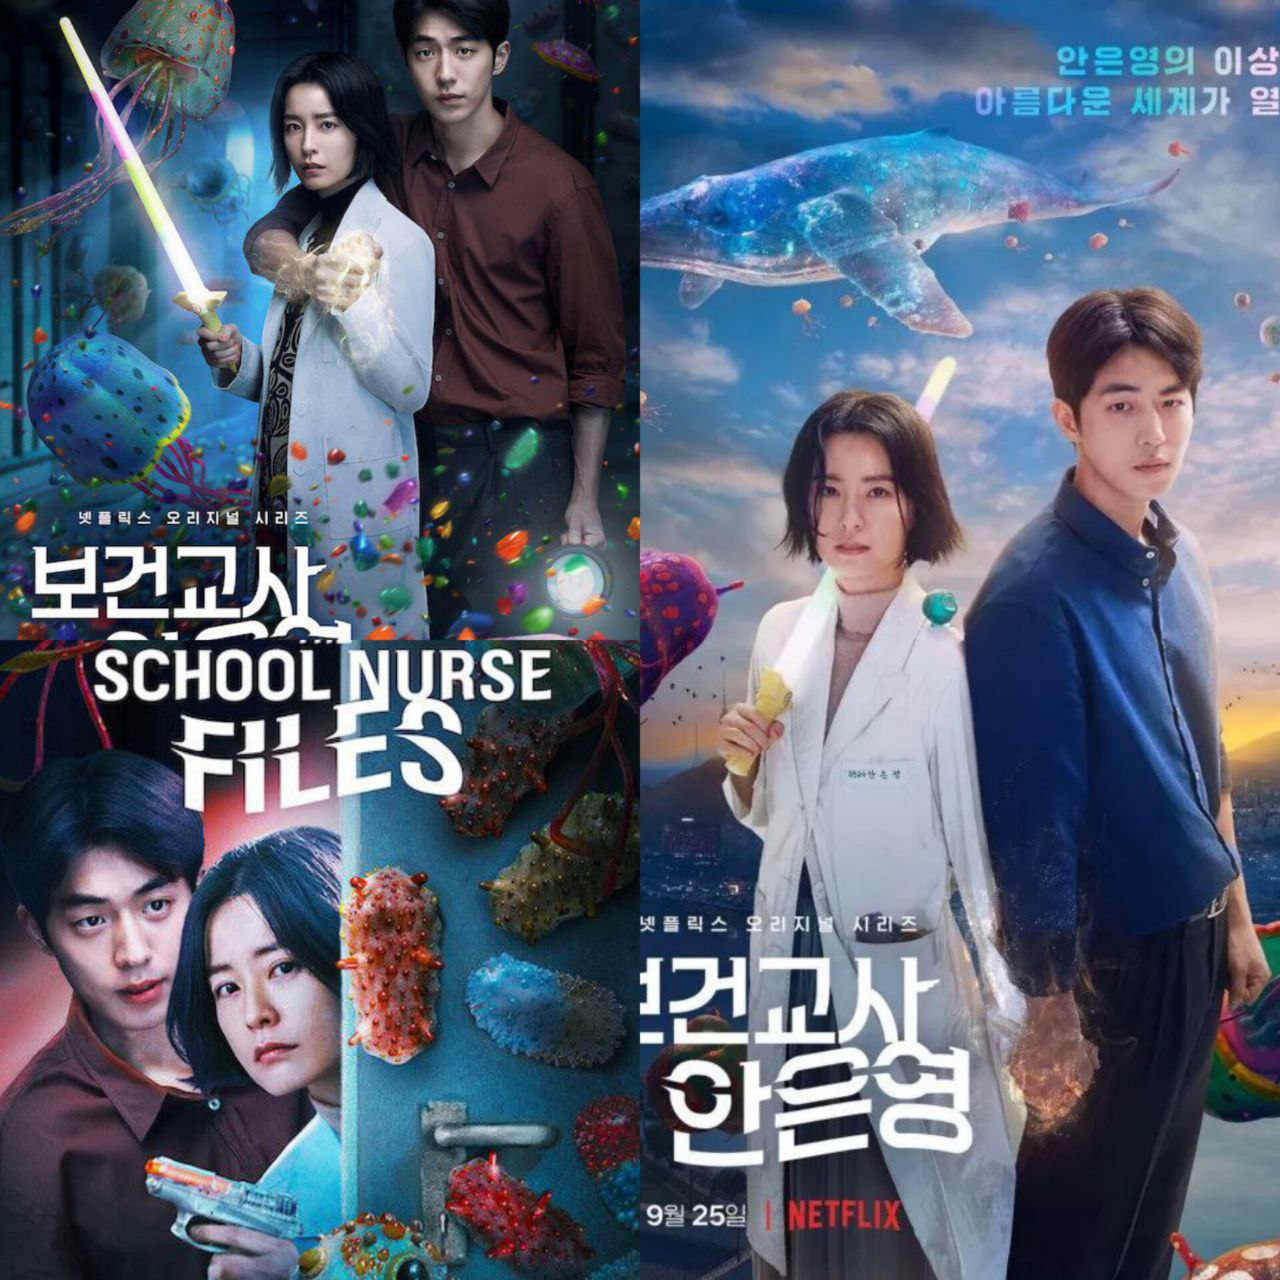 넷플릭스 오리지널 시리즈
보건교사
SCHOOL NURSE
FILES
안은영의 이상
아름다운 세계가 열
넷플릭스 오리지널 시리즈
보건교사
안은영
9월 25일 | NETFLIX